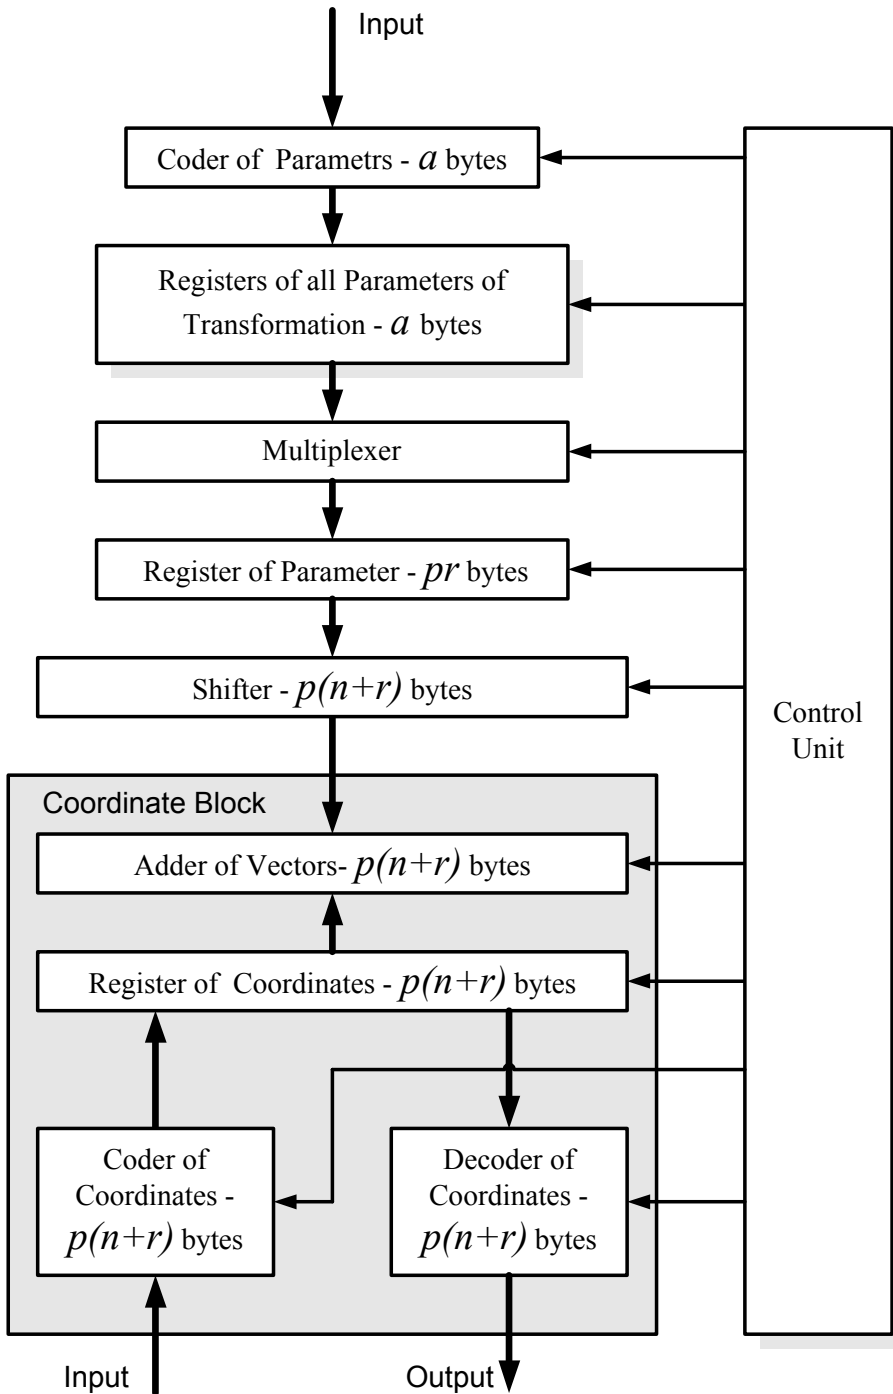 Input
Coder of Parametrs - a bytes
Registers of all Parameters of
Transformation - a bytes
Multiplexer
Register of Parameter - pr bytes
Shifter - p(n+r) bytes
Control
Unit
Coordinate Block
Adder of Vectors- p(n+r) bytes
Register of Coordinates - p(n+r) bytes
Coder of
Coordinates -
p(n+r) bytes
Decoder of
Coordinates -
p(n+r) bytes
Input
Output